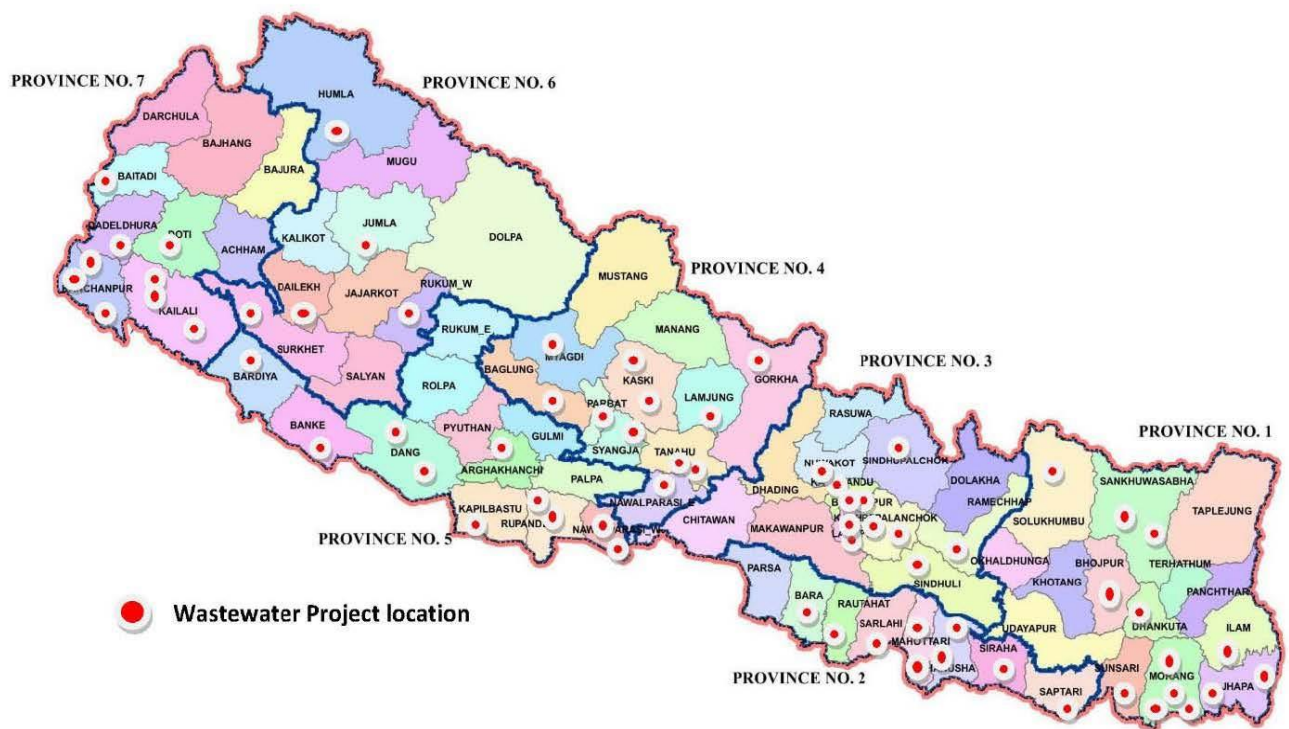 PROVINCE NO. 7
PROVINCE NO. 6
HUMLA
DARCHULA
BAJHANG
MUGU
BAJURA
BAITADI
JUMLA
DADELDHURA
DOTI
DOLPA
KALIKOT
ACHHAM
PROVINCE NO. 4
MUSTANG
DAILEKH
JAJARKOT
RUKUM_W
KAILALI
RUKUM_E
MANANG
SURKHET
MYAGDI
BARDIYA
SALYAN
ROLPA
BAGLUNG
KASKI
GORKHA
PROVINCE NO. 3
LAMJUNG
PARBAT
RASUWA
BANKE
PYUTHAN
GULMI
DANG
SYANGJA
TANAHU
SINDHUPALCHOK
PROVINCE NO. 1
ARGHAKHANCHI
DOLAKHA
SANKHUWASABHA
PALPA
DHADING
RAMECHHAP
NAWALPARASI_E
SOLUKHUMBU
TAPLEJUNG
KAPILBASTU
CHITAWAN
MAKAWANPUR
PROVINCE NO. 5
OKHALDHUNGA
BHOJPUR
TERHATHUM
PARSA
SINDHULI
KHOTANG
PANCHTHAR
BARA
RAUTAHAT
Wastewater Project location
SARLAHI
UDAYAPUR
DHANKUTA
ILAM
MAHOTTARI
SIRAHA
PROVINCE NO. 2
SUNSARI
MORANG
SAPTARI
JHAPA